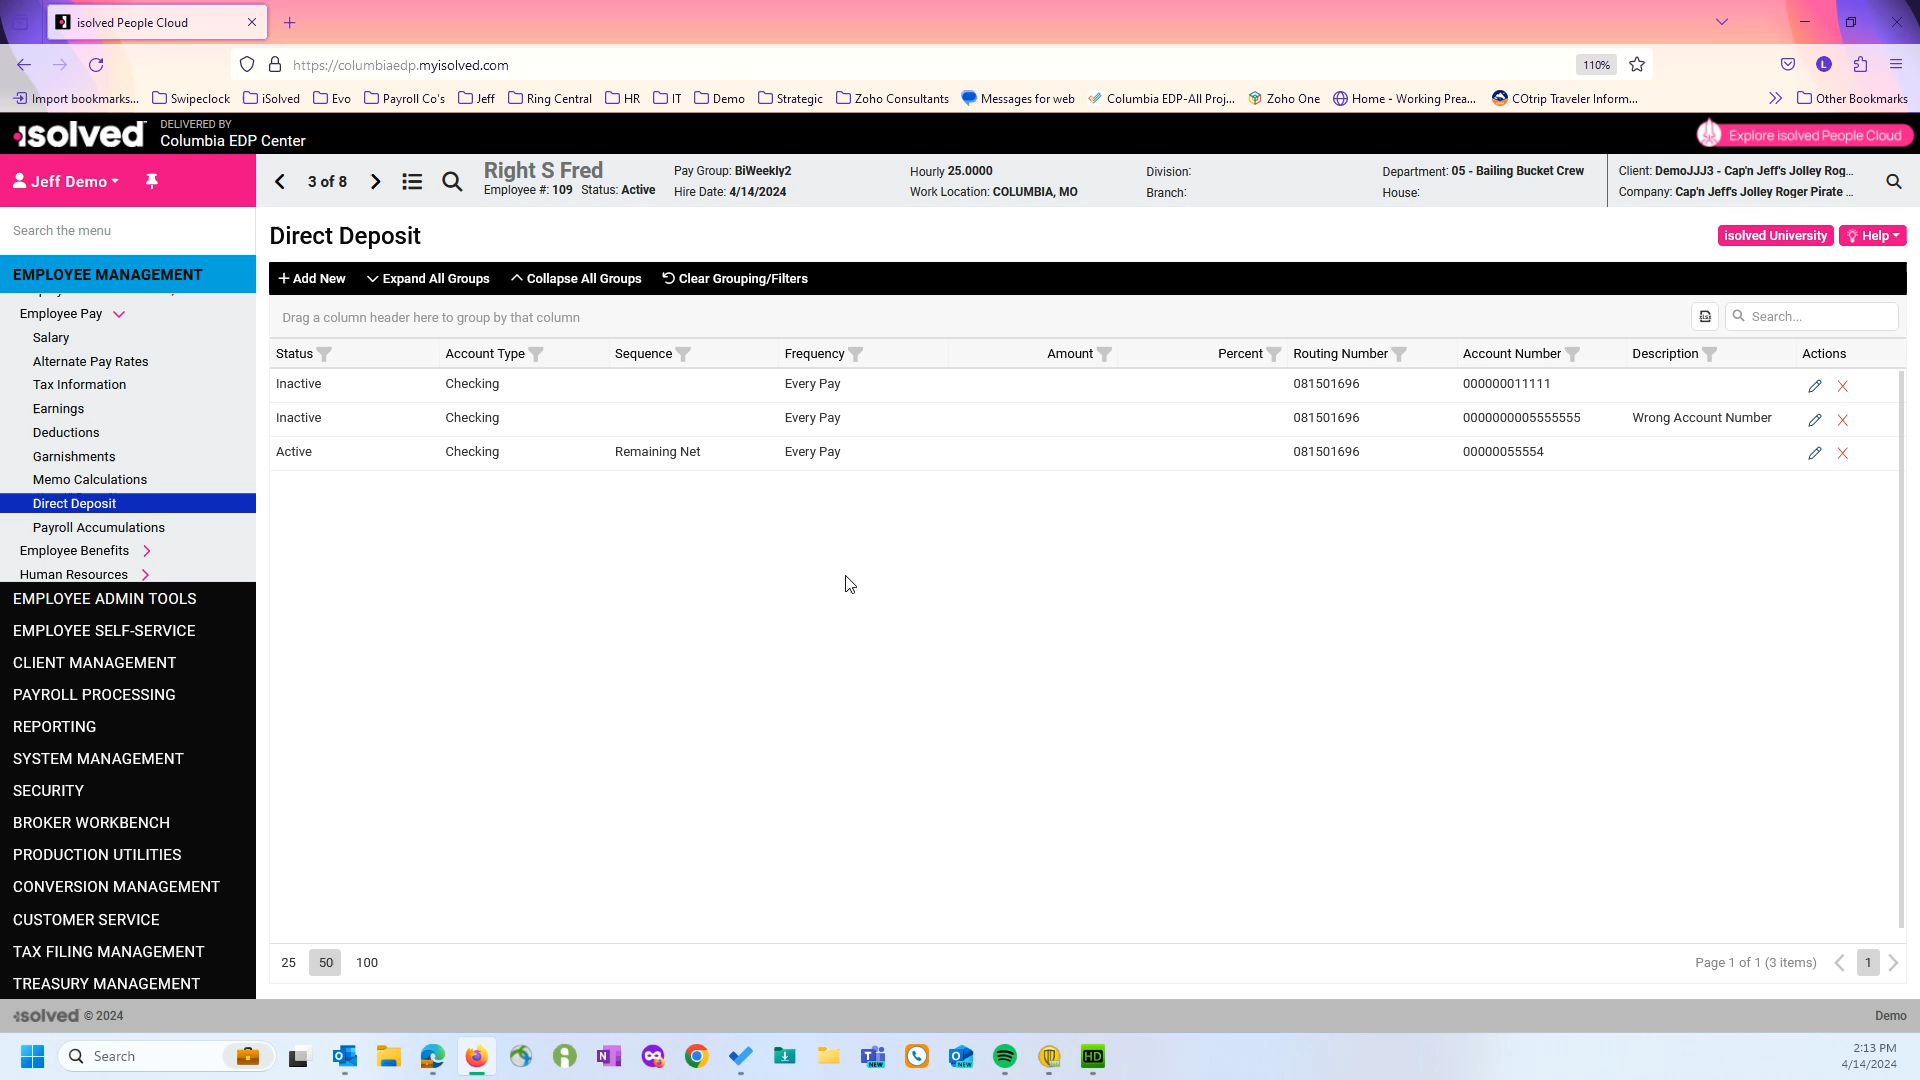 isolved People Cloud
https://columbiaedp.myisolved.com
110%
L
Import bookmarks...
Swipeclock
iSolved
Evo
Payroll Co's
Jeff
Ring Central
HR
IT
Demo
Strategic
Zoho Consultants
Messages for web
Columbia EDP-All Proj...
Zoho One
Home - Working Prea...
COtrip Traveler Inform...
Other Bookmarks
isolved
DELIVERED BY
Columbia EDP Center
Explore isolved People Cloud
Jeff Demo
3 of 8
Right S Fred
Employee #: 109 Status: Active
Pay Group: BiWeekly2
Hire Date: 4/14/2024
Hourly 25.0000
Work Location: COLUMBIA, MO
Division:
Branch:
Department: 05 - Bailing Bucket Crew
House:
Client: DemoJJJ3 - Cap'n Jeff's Jolley Rog...
Company: Cap'n Jeff's Jolley Roger Pirate ...
Search the menu
EMPLOYEE MANAGEMENT
Employee Pay
Salary
Alternate Pay Rates
Tax Information
Earnings
Deductions
Garnishments
Memo Calculations
Direct Deposit
Payroll Accumulations
Employee Benefits
Human Resources
EMPLOYEE ADMIN TOOLS
EMPLOYEE SELF-SERVICE
CLIENT MANAGEMENT
PAYROLL PROCESSING
REPORTING
SYSTEM MANAGEMENT
SECURITY
BROKER WORKBENCH
PRODUCTION UTILITIES
CONVERSION MANAGEMENT
CUSTOMER SERVICE
TAX FILING MANAGEMENT
TREASURY MANAGEMENT
Direct Deposit
isolved University
Help
Add New
Expand All Groups
Collapse All Groups
Clear Grouping/Filters
Drag a column header here to group by that column
Search...
Status Account Type Sequence Frequency Amount Percent Routing Number Account Number Description Actions
Inactive Checking Every Pay 081501696 000000011111
Inactive Checking Every Pay 081501696 0000000005555555 Wrong Account Number
Active Checking Remaining Net Every Pay 081501696 00000055554
25 50 100
Page 1 of 1 (3 items)
1
isolved © 2024
Demo
Search
NEW
NEW
HD
2:13 PM
4/14/2024